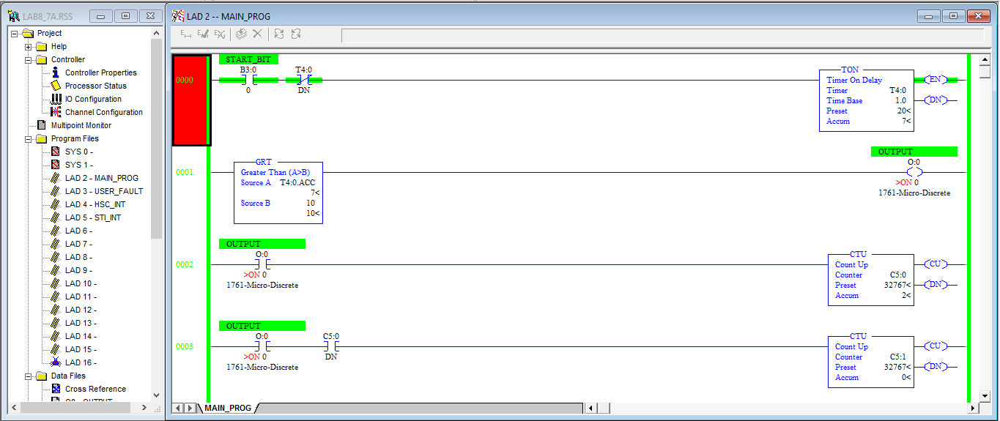 LAB8_7A.RSS
Project
Help
Controller
Controller Properties
Processor Status
IO Configuration
Channel Configuration
Multipoint Monitor
Program Files
SYS 0 -
SYS 1 -
LAD 2 - MAIN_PROG
LAD 3 - USER_FAULT
LAD 4 - HSC_INT
LAD 5 - STI_INT
LAD 6 -
LAD 7 -
LAD 8 -
LAD 9 -
LAD 10 -
LAD 11 -
LAD 12 -
LAD 13 -
LAD 14 -
LAD 15 -
LAD 16 -
Data Files
Cross Reference
LAD 2 -- MAIN_PROG
START_BIT
B3:0 T4:0
0000
0 DN
TON
Timer On Delay EN
Timer T4:0
Time Base 1.0 DN
Preset 20<
Accum 7<
OUTPUT
GRT O:0
0001 Greater Than (A>B)
Source A T4:0.ACC >ON 0
7< 1761-Micro-Discrete
Source B 10
10<
OUTPUT
O:0 CTU
0002 Count Up CU
>ON 0 Counter C5:0
1761-Micro-Discrete Preset 32767< DN
Accum 2<
OUTPUT
O:0 C5:0 CTU
0003 Count Up CU
>ON 0 DN Counter C5:1
1761-Micro-Discrete Preset 32767< DN
Accum 0<
MAIN_PROG